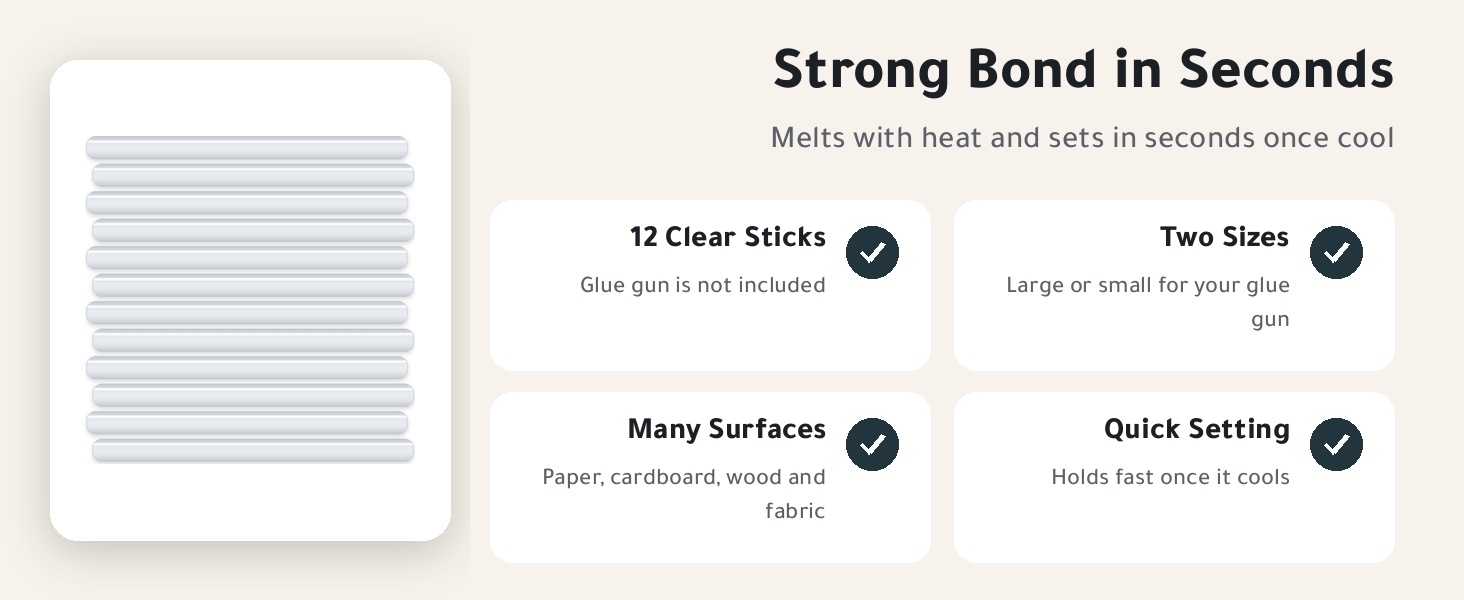 Strong Bond in Seconds
Melts with heat and sets in seconds once cool
12 Clear Sticks
Glue gun is not included
Two Sizes
Large or small for your glue
gun
Many Surfaces
Paper, cardboard, wood and
fabric
Quick Setting
Holds fast once it cools